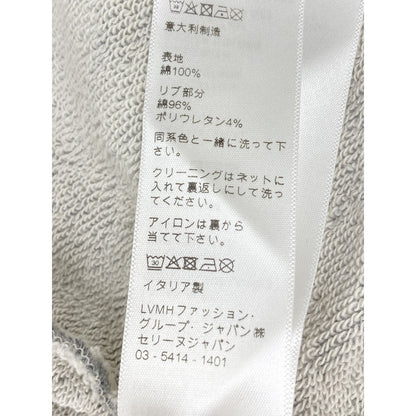 意大利制造
表地
綿100%
リブ部分
綿96%
ポリウレタン4%
同系色と一緒に洗って下
さい。
クリーニングはネットに
入れて裏返しにして洗っ
てください。
アイロンは裏から
当てて下さい。
30
イタリア製
LVMHファッション・
グループ・ジャパン㈱
セリーヌジャパン
03-5414-1401